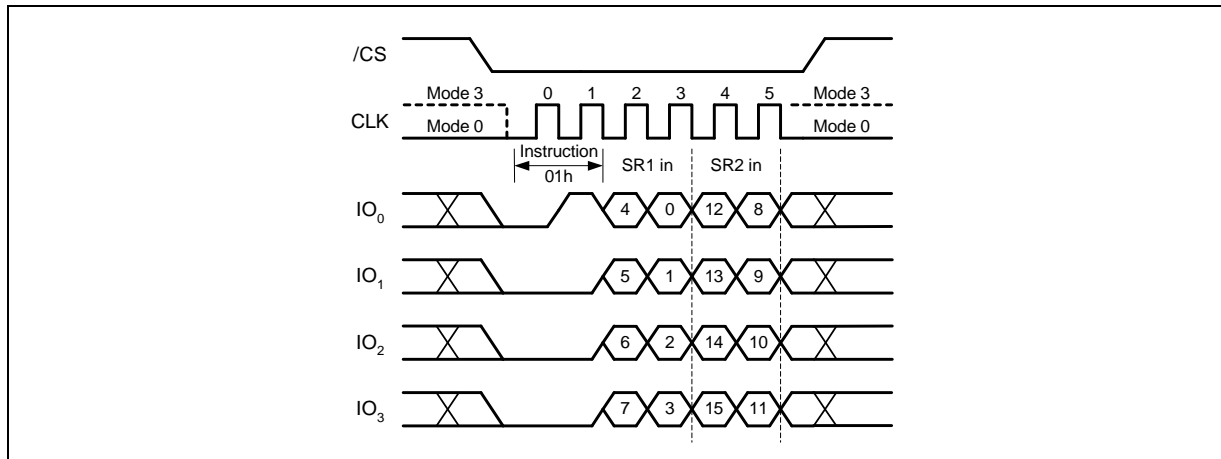 /CS
Mode 3 0 1 2 3 4 5 Mode 3
CLK Mode 0 Mode 0
Instruction
01h SR1 in SR2 in
IO0 4 0 12 8
IO1 5 1 13 9
IO2 6 2 14 10
IO3 7 3 15 11